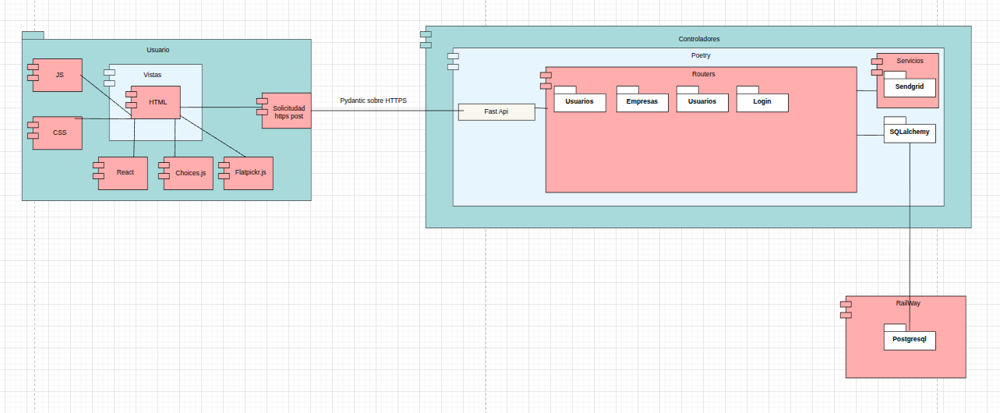 Usuario
JS
Vistas
HTML
CSS
Solicitudad
https post
React
Choices.js
Flatpickr.js
Pydantic sobre HTTPS
Controladores
Poetry
Fast Api
Routers
Usuarios
Empresas
Usuarios
Login
Servicios
Sendgrid
SQLalchemy
RailWay
Postgresql